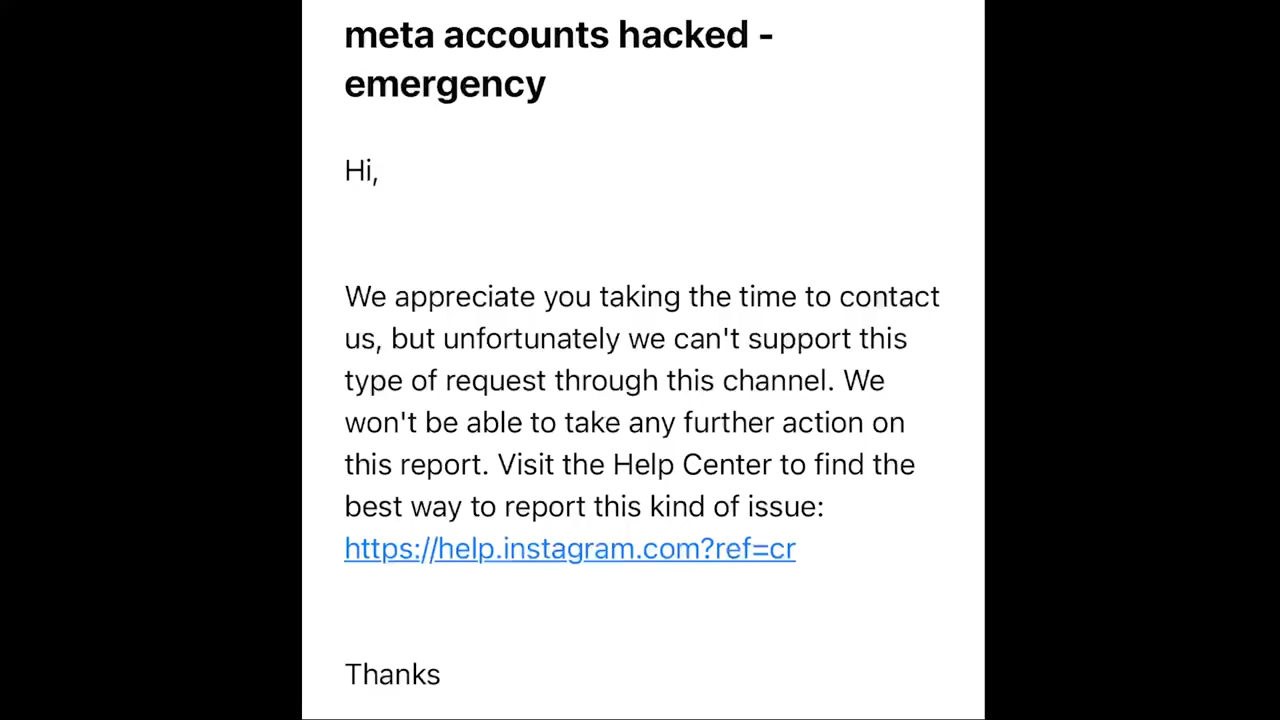 meta accounts hacked -
emergency
Hi,
We appreciate you taking the time to contact
us, but unfortunately we can't support this
type of request through this channel. We
won't be able to take any further action on
this report. Visit the Help Center to find the
best way to report this kind of issue:
https://help.instagram.com?ref=cr
Thanks